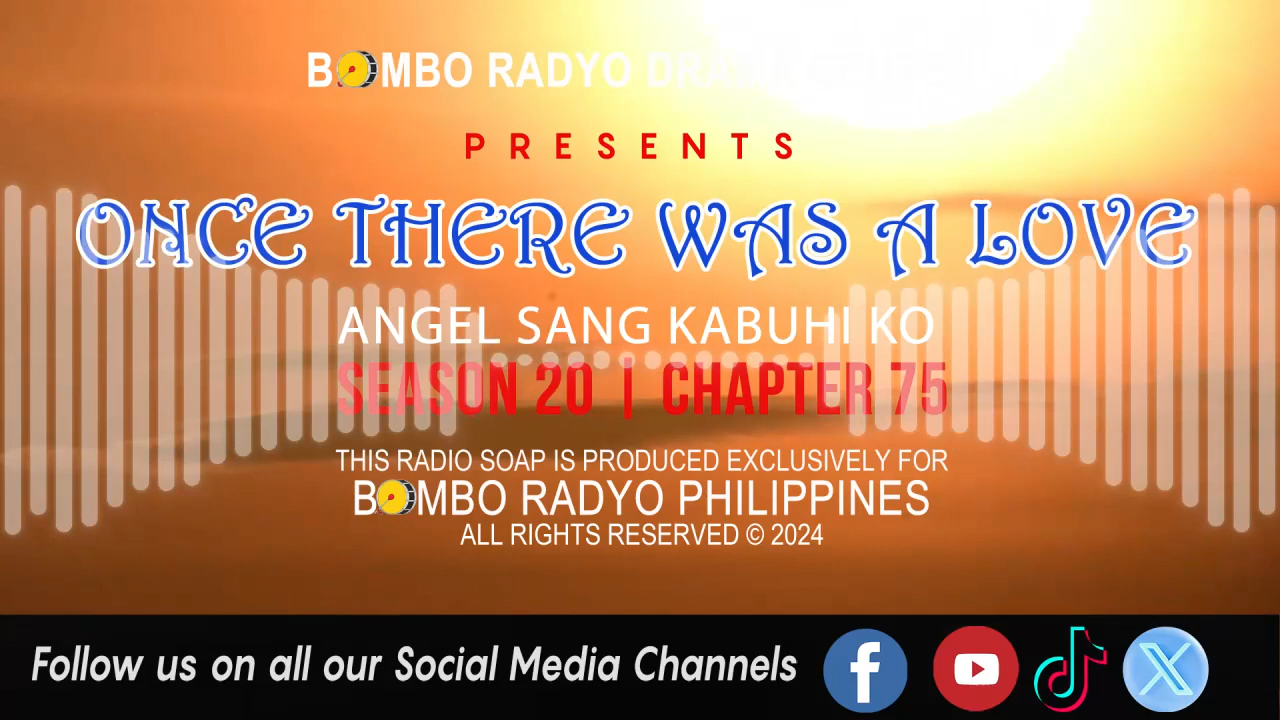 BOMBO RADYO
PRESENTS
ONCE THERE WAS A LOVE
ANGEL SANG KABUHI KO
SEASON 20 | CHAPTER 75
THIS RADIO SOAP IS PRODUCED EXCLUSIVELY FOR
BOMBO RADYO PHILIPPINES
ALL RIGHTS RESERVED © 2024
Follow us on all our Social Media Channels